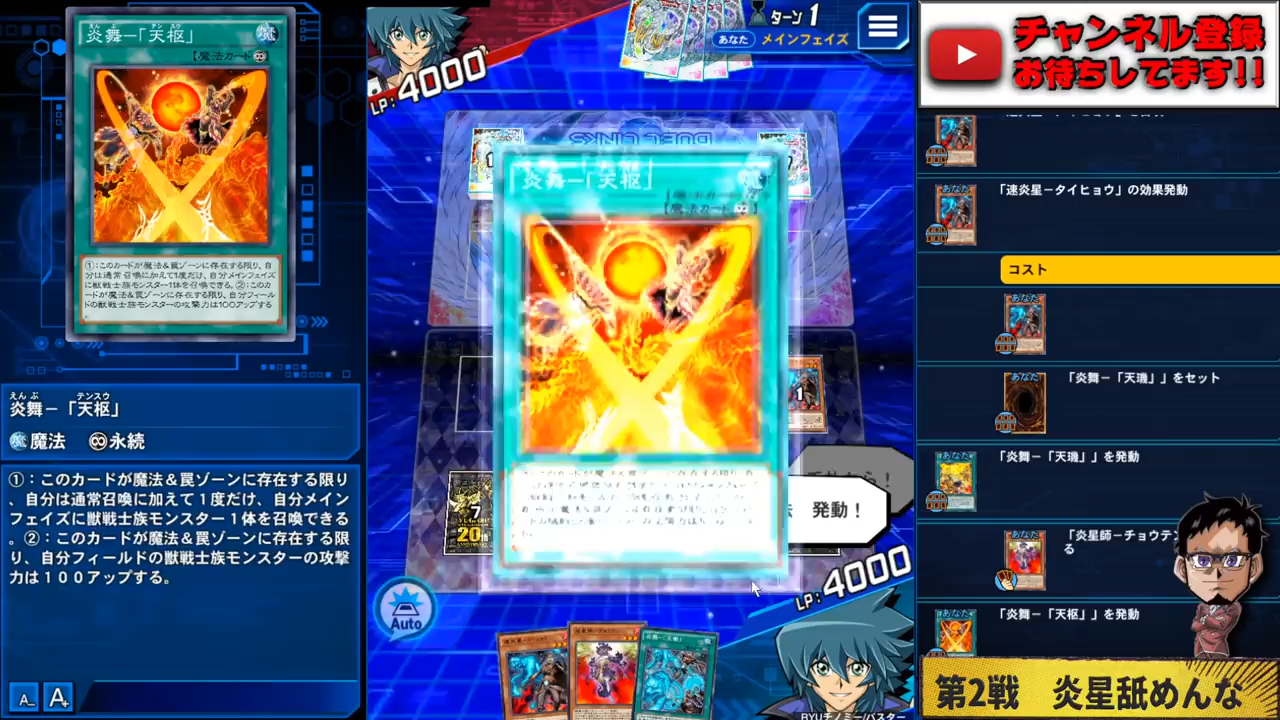 炎舞－「天枢」
テン スウ
【魔法カード】
①：このカードが魔法＆罠ゾーンに存在する限り、自
分は通常召喚に加えて１度だけ、自分メインフェイズ
に獣戦士族モンスター１体を召喚できる。②：このカ
ードが魔法＆罠ゾーンに存在する限り、自分フィール
ドの獣戦士族モンスターの攻撃力は１００アップする
。
えんぶ テンスウ
炎舞－「天枢」
魔法 永続
①：このカードが魔法＆罠ゾーンに存在する限り
、自分は通常召喚に加えて１度だけ、自分メイン
フェイズに獣戦士族モンスター１体を召喚できる
。②：このカードが魔法＆罠ゾーンに存在する限
り、自分フィールドの獣戦士族モンスターの攻撃
力は１００アップする。
A- A+
LP: 4000
ターン 1
あなた メインフェイズ
DUEL LINKS
炎舞－「天枢」
発動！
LP: 4000
Auto
チャンネル登録
お待ちしてます!!
あなた
「連炎星－タイヒョウ」の効果発動
コスト
あなた
あなた
「炎舞－「天璣」」をセット
あなた
「炎舞－「天璣」」を発動
あなた
「炎星師－チョウテン
る
あなた
「炎舞－「天枢」」を発動
第2戦 炎星舐めんな